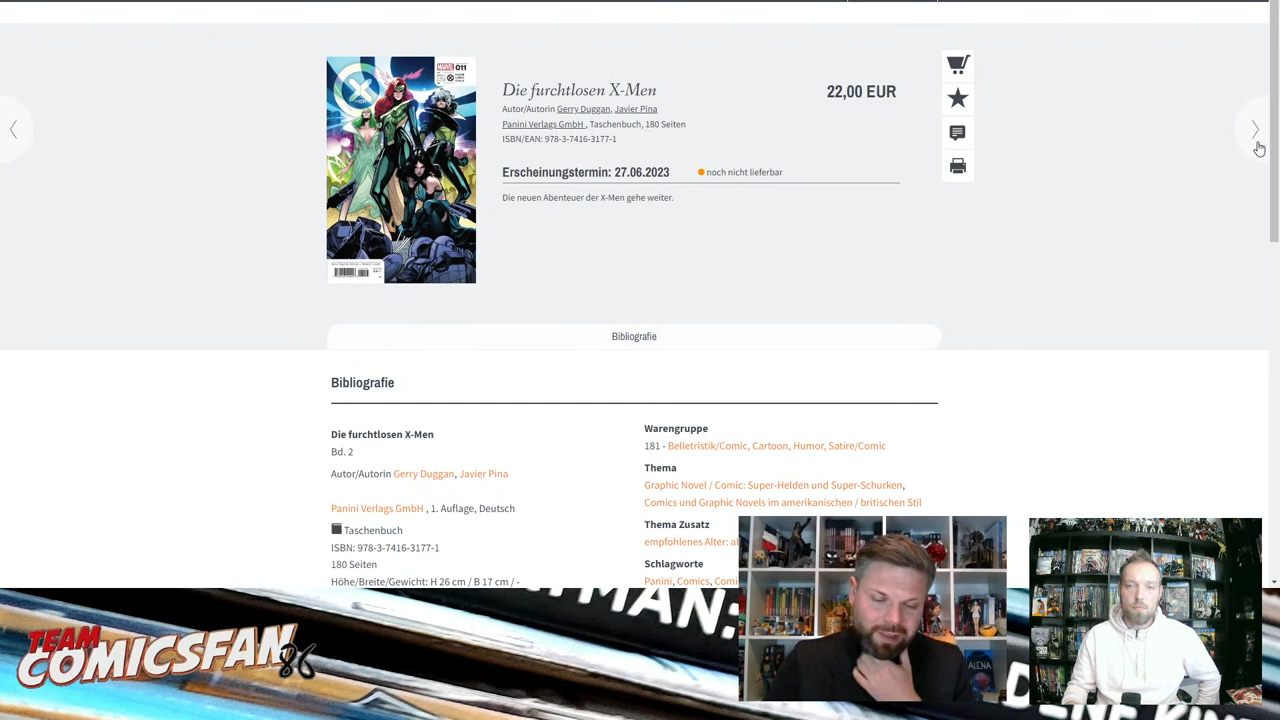 MARVEL 011
X MEN
Die furchtlosen X-Men
22,00 EUR
Autor/Autorin Gerry Duggan, Javier Pina
Panini Verlags GmbH , Taschenbuch, 180 Seiten
ISBN/EAN: 978-3-7416-3177-1
Erscheinungstermin: 27.06.2023
noch nicht lieferbar
Die neuen Abenteuer der X-Men gehe weiter.
Bibliografie
Bibliografie
Die furchtlosen X-Men
Bd. 2
Autor/Autorin Gerry Duggan, Javier Pina
Panini Verlags GmbH , 1. Auflage, Deutsch
Taschenbuch
ISBN: 978-3-7416-3177-1
180 Seiten
Höhe/Breite/Gewicht: H 26 cm / B 17 cm / -
Warengruppe
181 - Belletristik/Comic, Cartoon, Humor, Satire/Comic
Thema
Graphic Novel / Comic: Super-Helden und Super-Schurken,
Comics und Graphic Novels im amerikanischen / britischen Stil
Thema Zusatz
empfohlenes Alter:
Schlagworte
Panini, Comics,
TEAM
COMICSFAN
86
ALENA